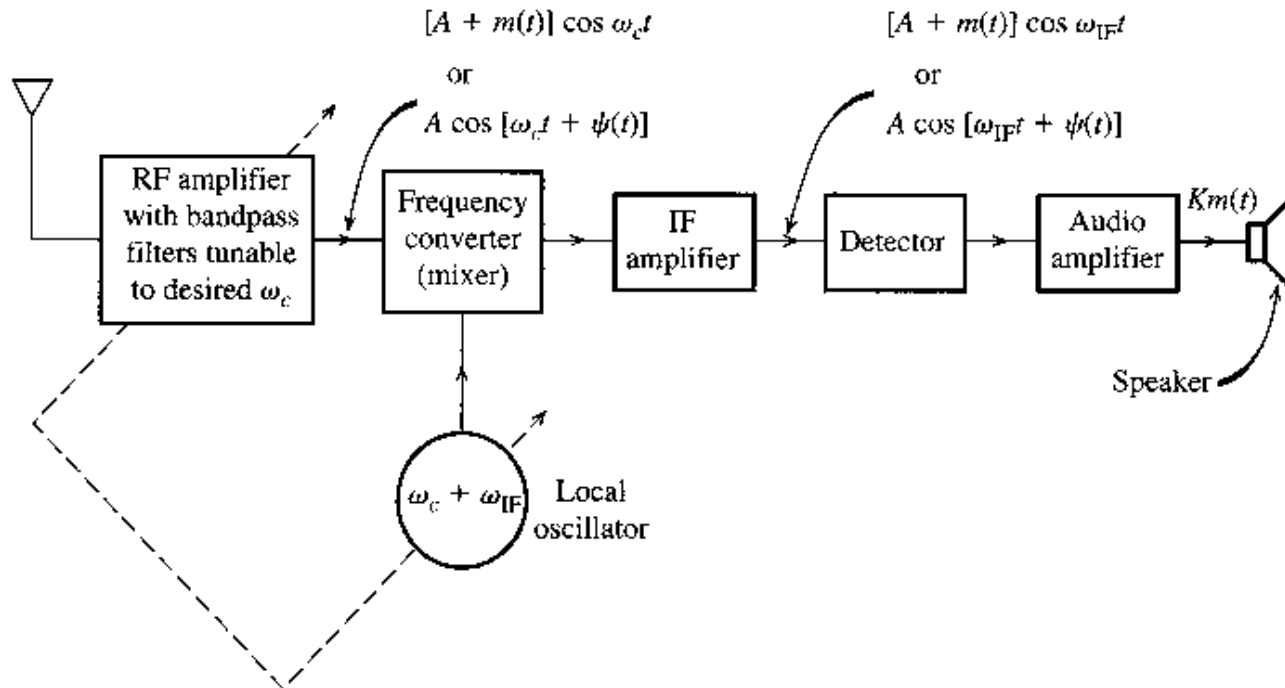 [A + m(t)] cos ω_c t
or
A cos [ω_c t + ψ(t)]
[A + m(t)] cos ω_IF t
or
A cos [ω_IF t + ψ(t)]
RF amplifier
with bandpass
filters tunable
to desired ω_c
Frequency
converter
(mixer)
IF
amplifier
Detector
Audio
amplifier
Km(t)
Speaker
ω_c + ω_IF
Local
oscillator